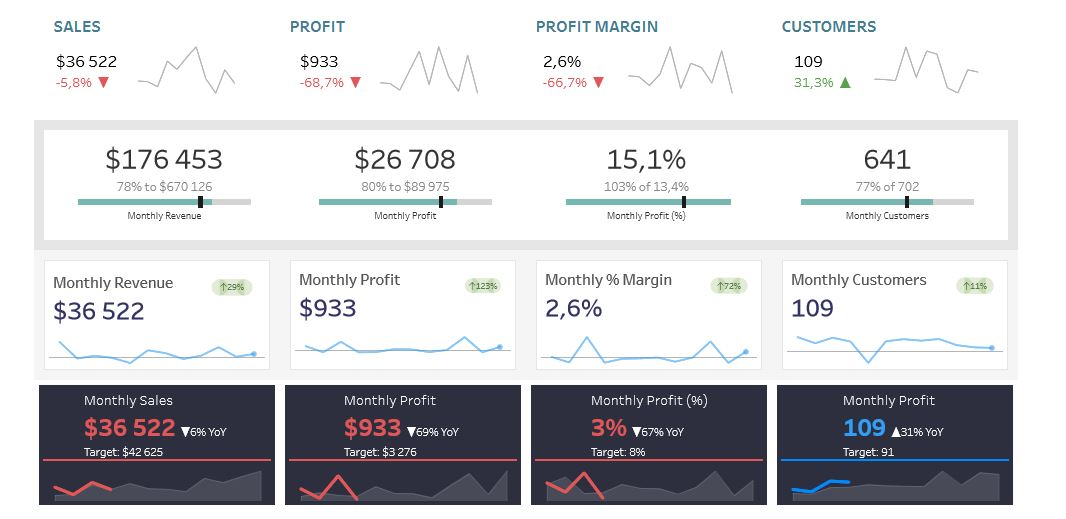 SALES
$36 522
-5,8% ▼
PROFIT
$933
-68,7% ▼
PROFIT MARGIN
2,6%
-66,7% ▼
CUSTOMERS
109
31,3% ▲
$176 453
78% to $670 126
Monthly Revenue
$26 708
80% to $89 975
Monthly Profit
15,1%
103% of 13,4%
Monthly Profit (%)
641
77% of 702
Monthly Customers
Monthly Revenue
↑29%
$36 522
Monthly Profit
↑123%
$933
Monthly % Margin
↑72%
2,6%
Monthly Customers
↑11%
109
Monthly Sales
$36 522 ▼6% YoY
Target: $42 625
Monthly Profit
$933 ▼69% YoY
Target: $3 276
Monthly Profit (%)
3% ▼67% YoY
Target: 8%
Monthly Profit
109 ▲31% YoY
Target: 91